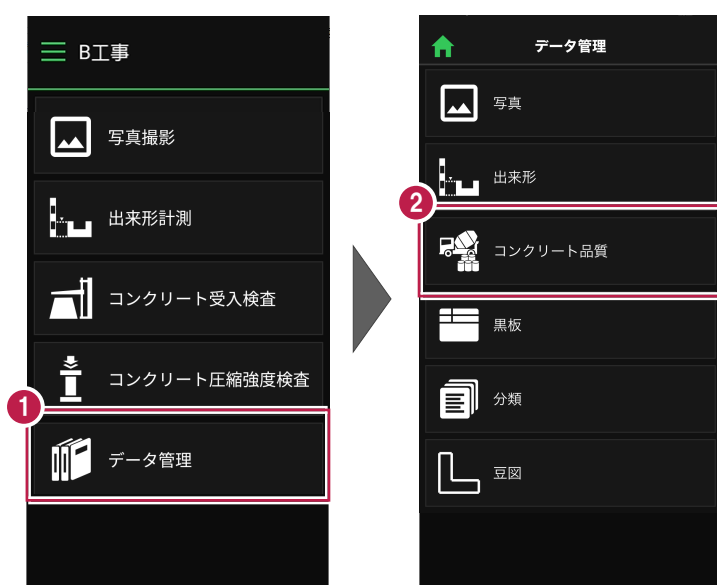 B工事
写真撮影
出来形計測
コンクリート受入検査
コンクリート圧縮強度検査
1
データ管理
データ管理
写真
出来形
2
コンクリート品質
黒板
分類
豆図